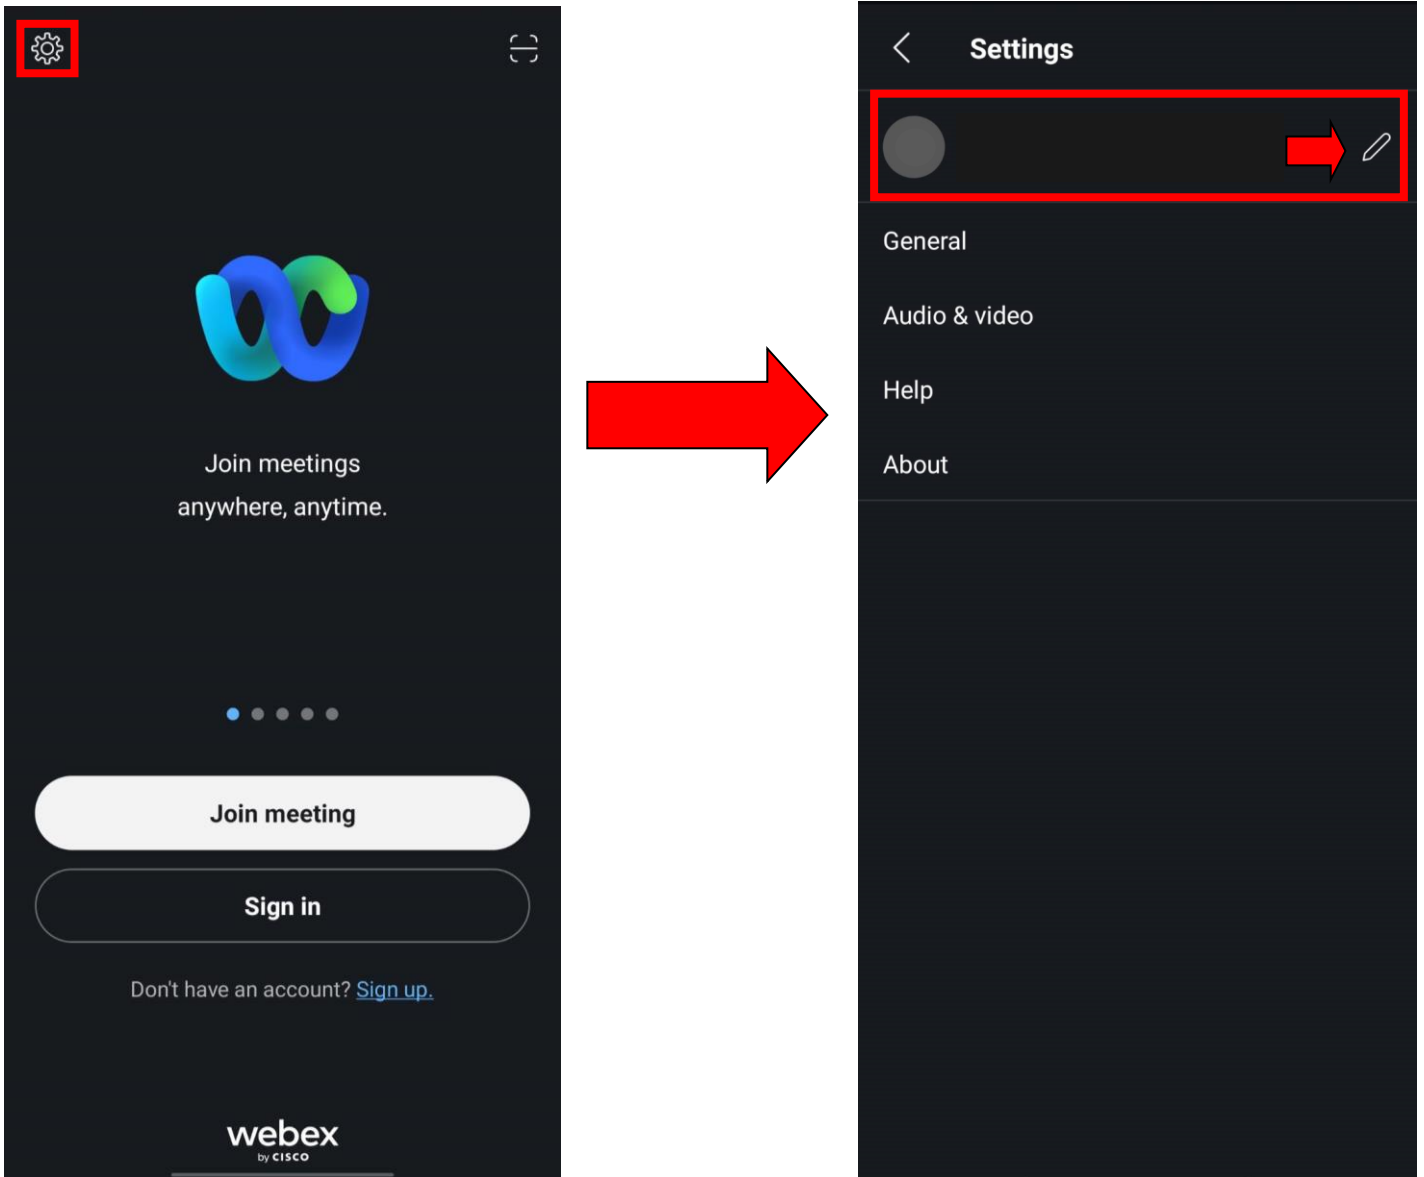 Join meetings
anywhere, anytime.
Join meeting
Sign in
Don't have an account? Sign up.
webex
by CISCO
Settings
General
Audio & video
Help
About